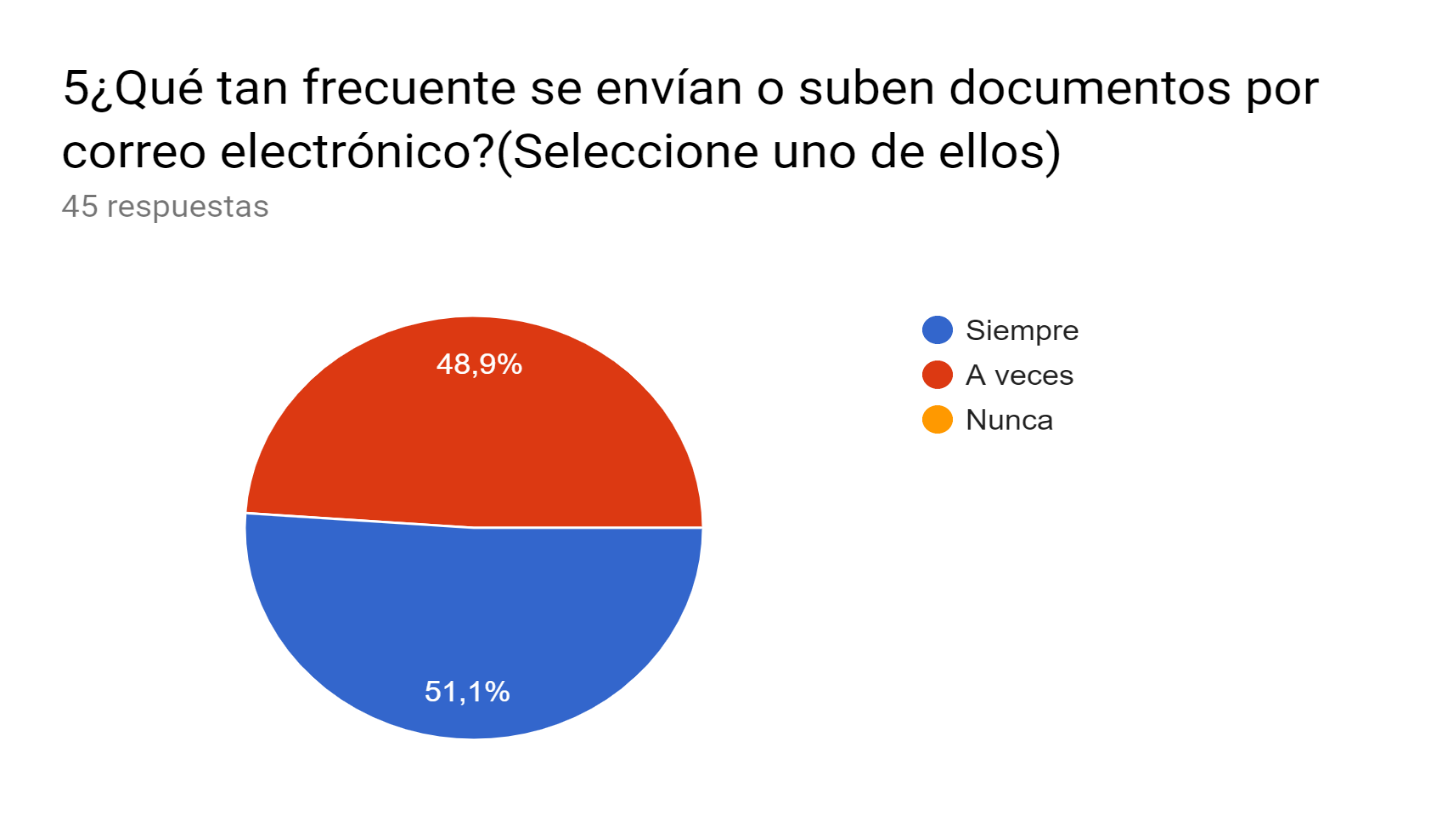 5¿Qué tan frecuente se envían o suben documentos por
correo electrónico?(Seleccione uno de ellos)
45 respuestas
Siempre
A veces
Nunca
48,9%
51,1%